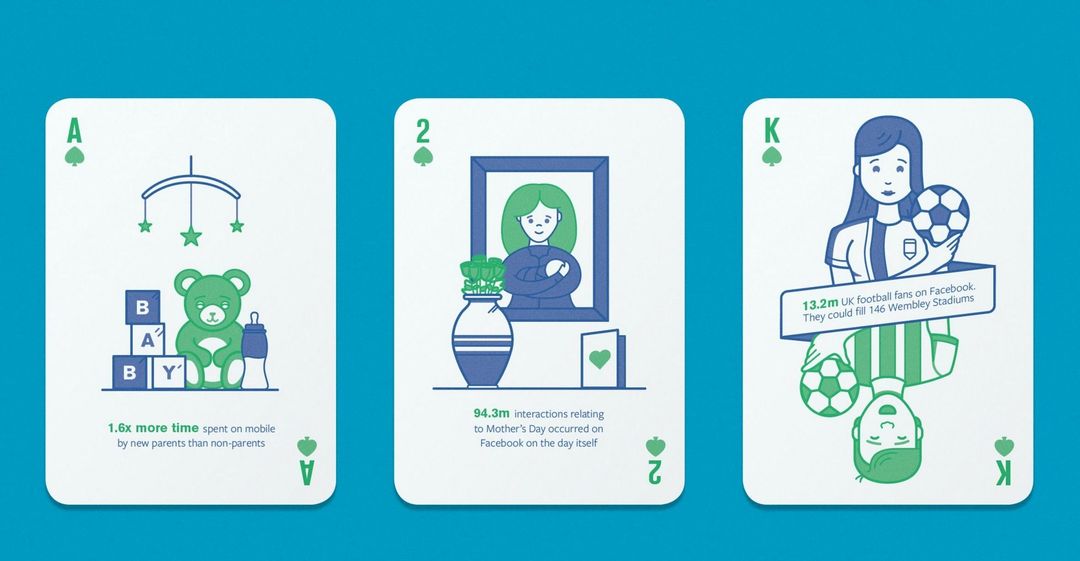 A
B
A
B Y
1.6x more time spent on mobile
by new parents than non-parents
A
2
94.3m interactions relating
to Mother's Day occurred on
Facebook on the day itself
2
K
13.2m UK football fans on Facebook.
They could fill 146 Wembley Stadiums
K